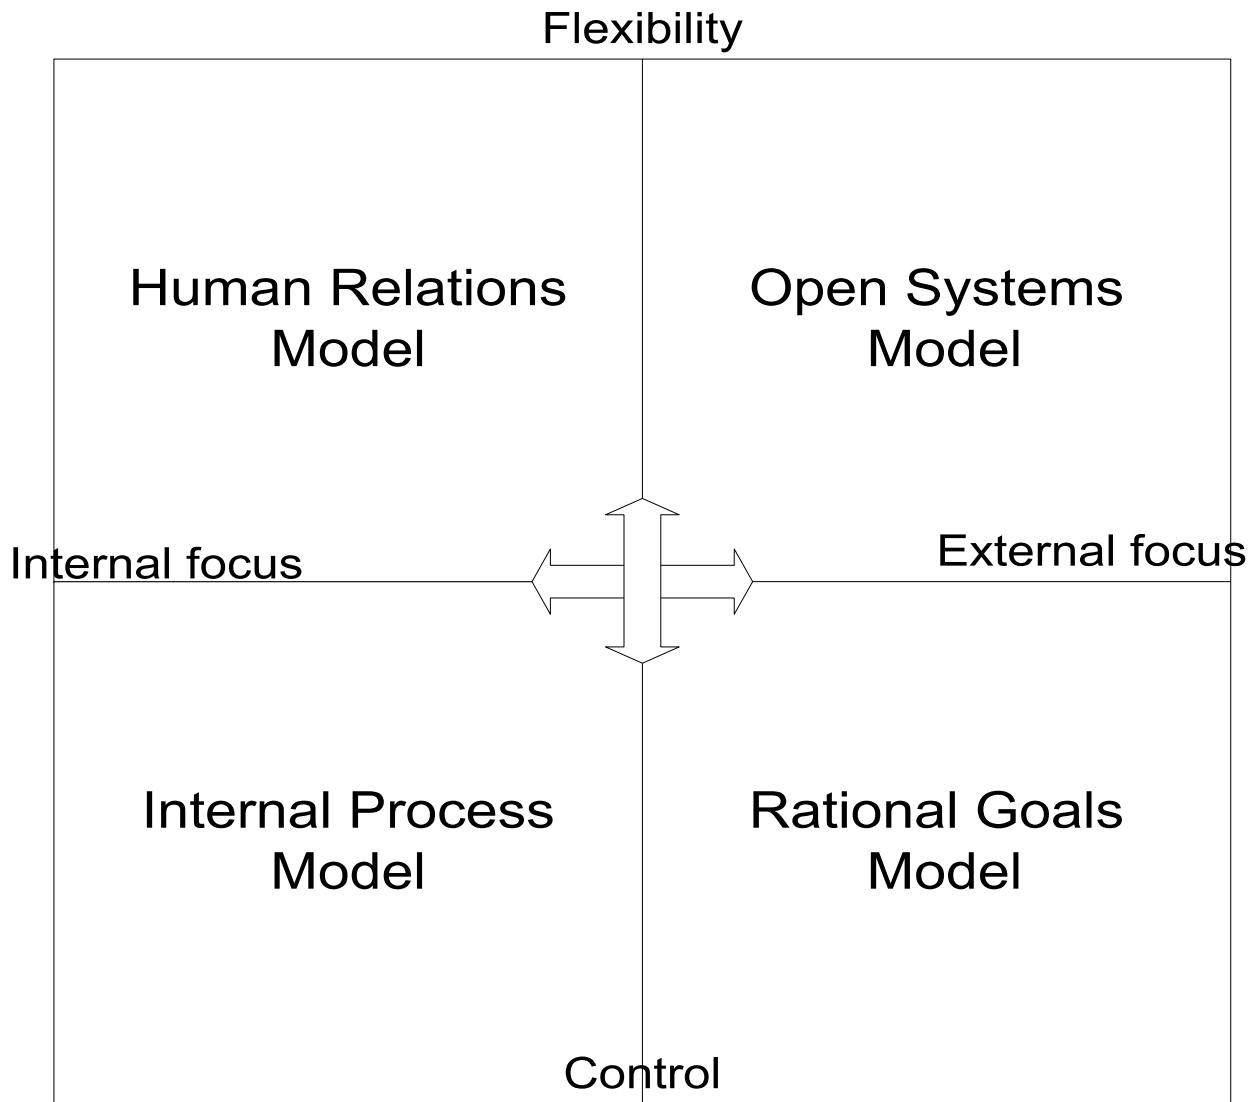 Flexibility
Human Relations
Model
Open Systems
Model
Internal focus
External focus
Internal Process
Model
Rational Goals
Model
Control